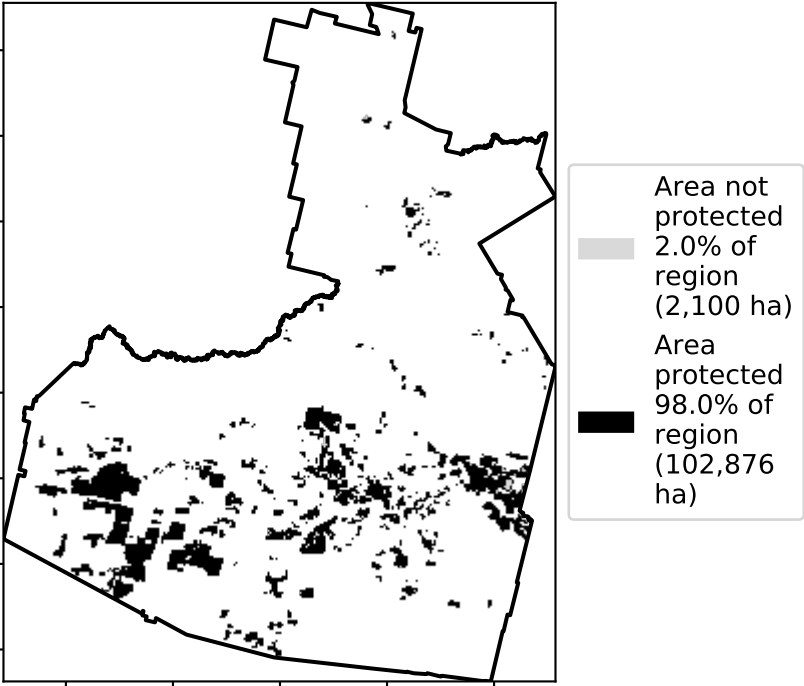 Area not
protected
2.0% of
region
(2,100 ha)
Area
protected
98.0% of
region
(102,876
ha)